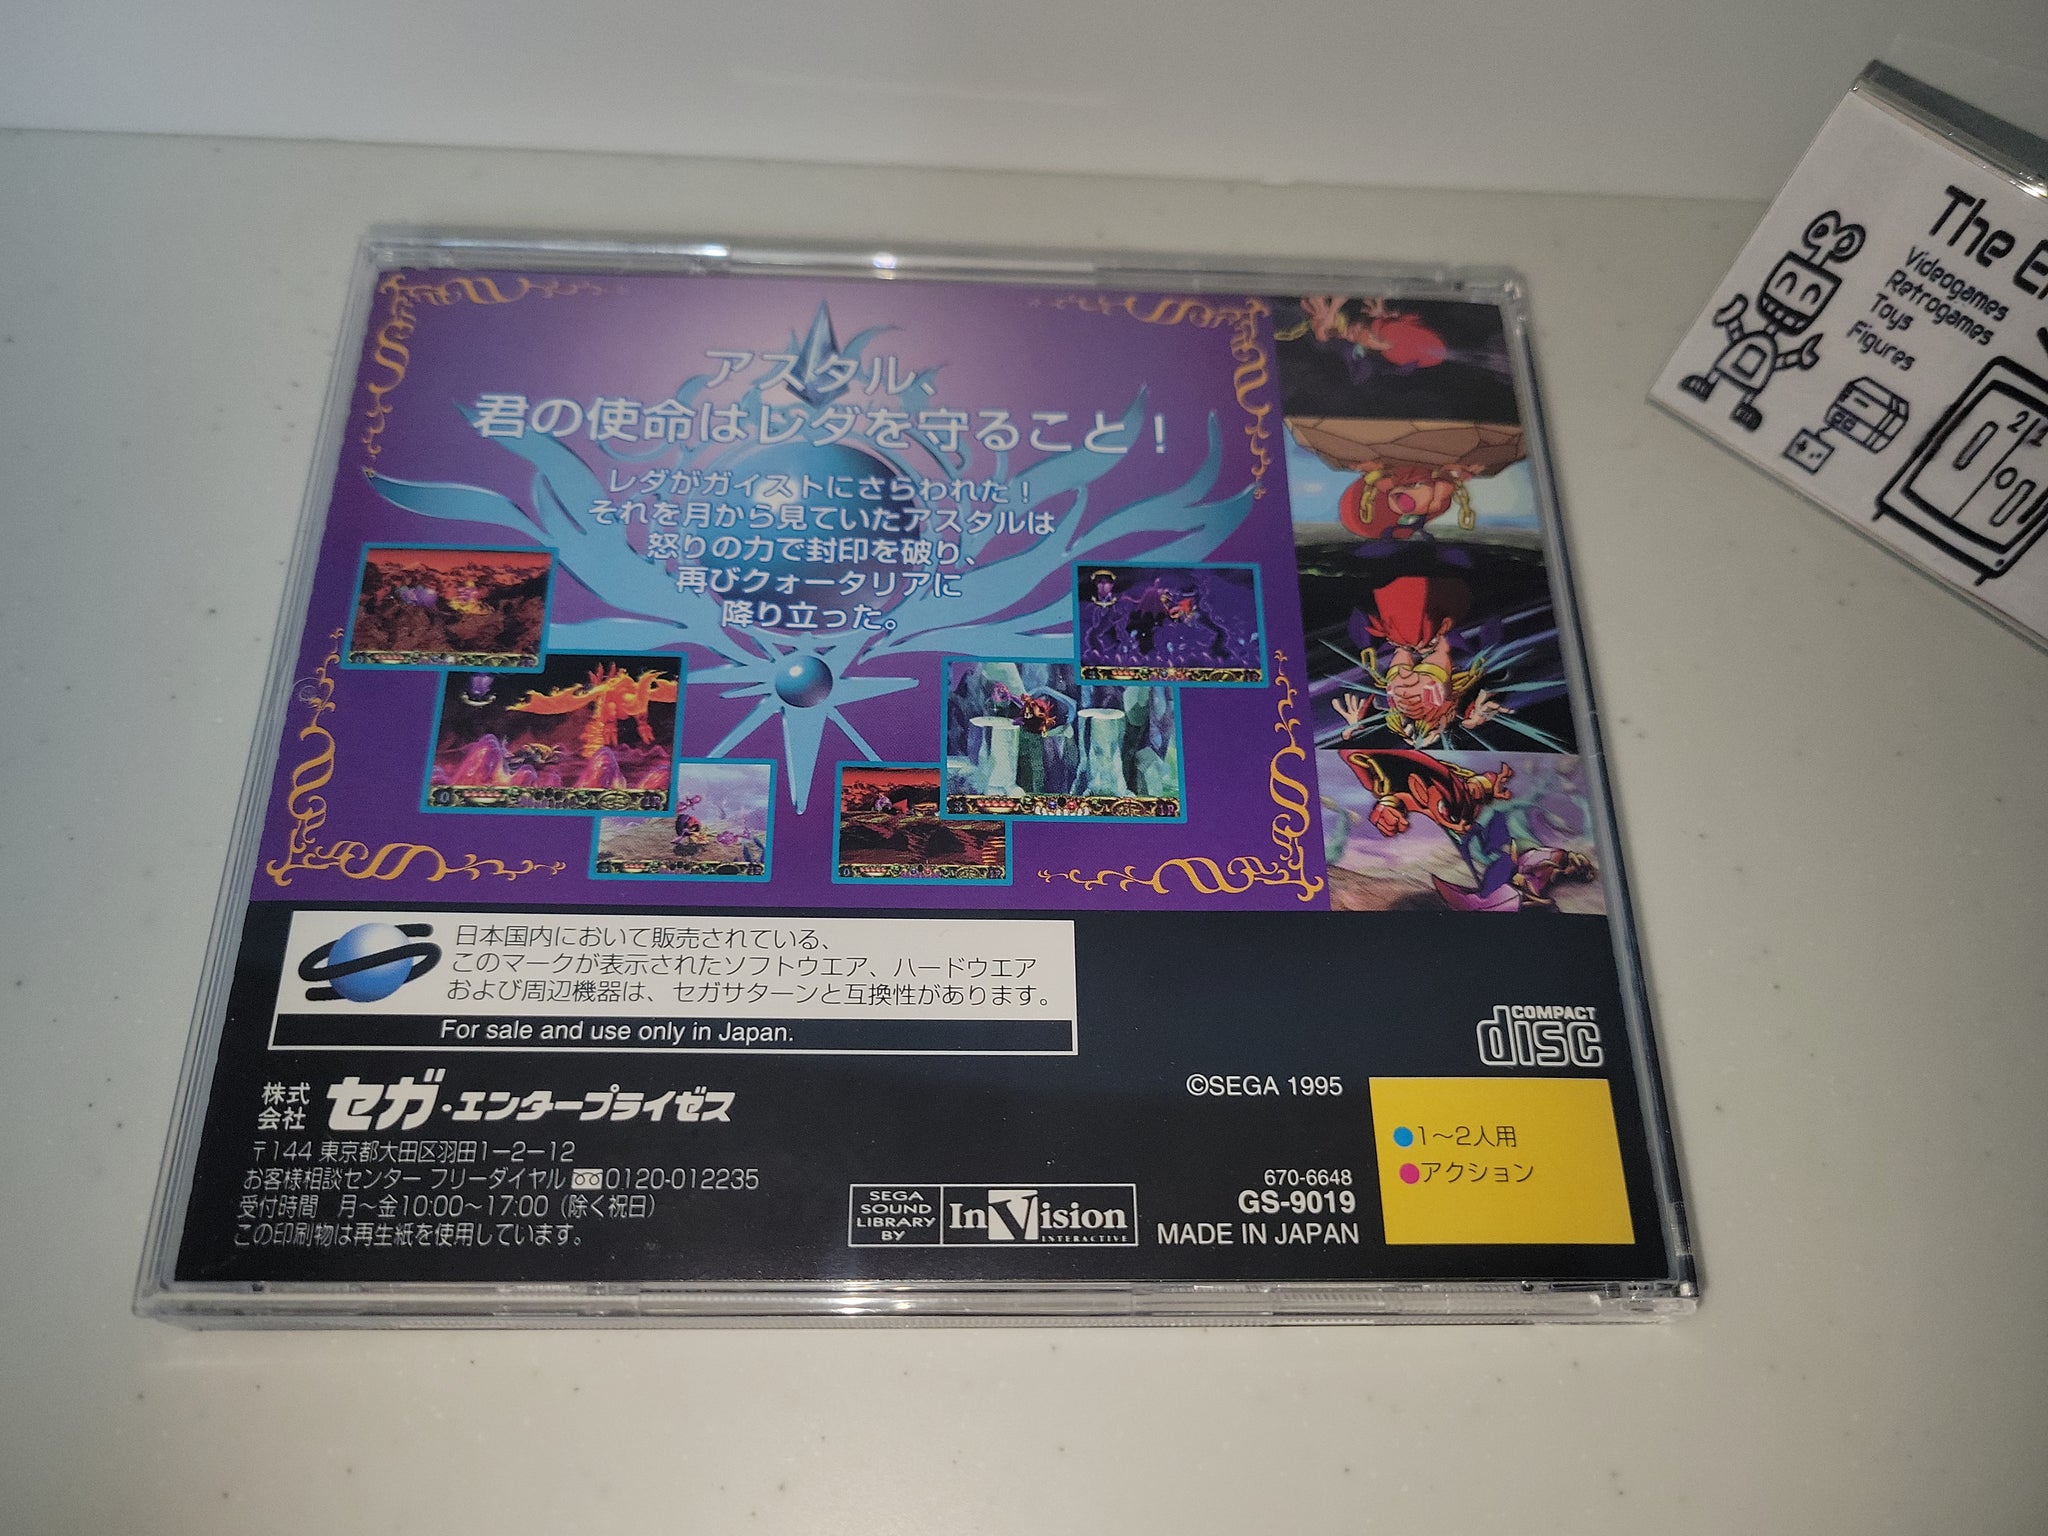 アスタル、
君の使命はレダを守ること！
レダがガイストにさらわれた！
それを月から見ていたアスタルは
怒りの力で封印を破り、
再びクォータリアに
降り立った。
日本国内において販売されている、
このマークが表示されたソフトウエア、ハードウエア
および周辺機器は、セガサターンと互換性があります。
For sale and use only in Japan.
株式会社 セガ・エンタープライゼス
〒144 東京都大田区羽田1－2－12
お客様相談センター フリーダイヤル 0120-012235
受付時間 月～金10:00～17:00（除く祝日）
この印刷物は再生紙を使用しています。
SEGA
SOUND
LIBRARY
BY
InVision
INTERACTIVE
COMPACT
disc
©SEGA 1995
670-6648
GS-9019
MADE IN JAPAN
●1～2人用
●アクション
The
Videogames
Retrogames
Toys
Figures